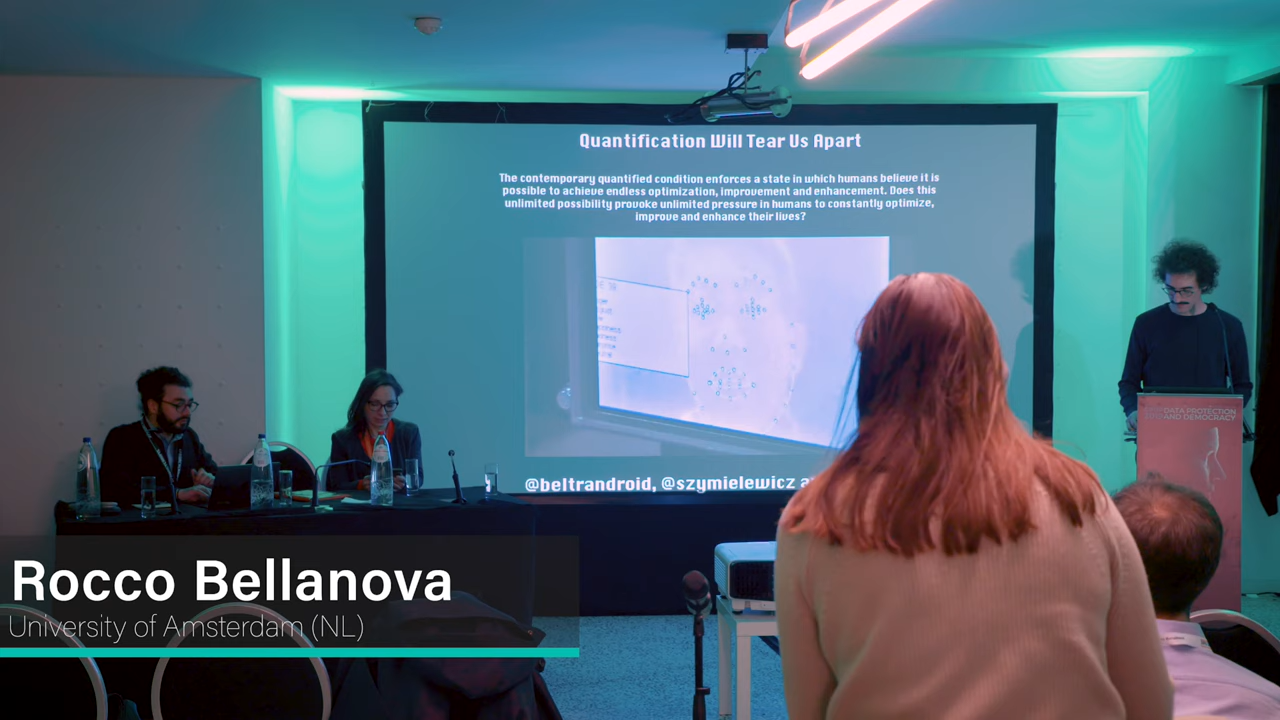 Quantification Will Tear Us Apart
The contemporary quantified condition enforces a state in which humans believe it is
possible to achieve endless optimization, improvement and enhancement. Does this
unlimited possibility provoke unlimited pressure in humans to constantly optimize,
improve and enhance their lives?
@beltrandroid, @szymielewicz
DATA PROTECTION
AND DEMOCRACY
Rocco Bellanova
University of Amsterdam (NL)